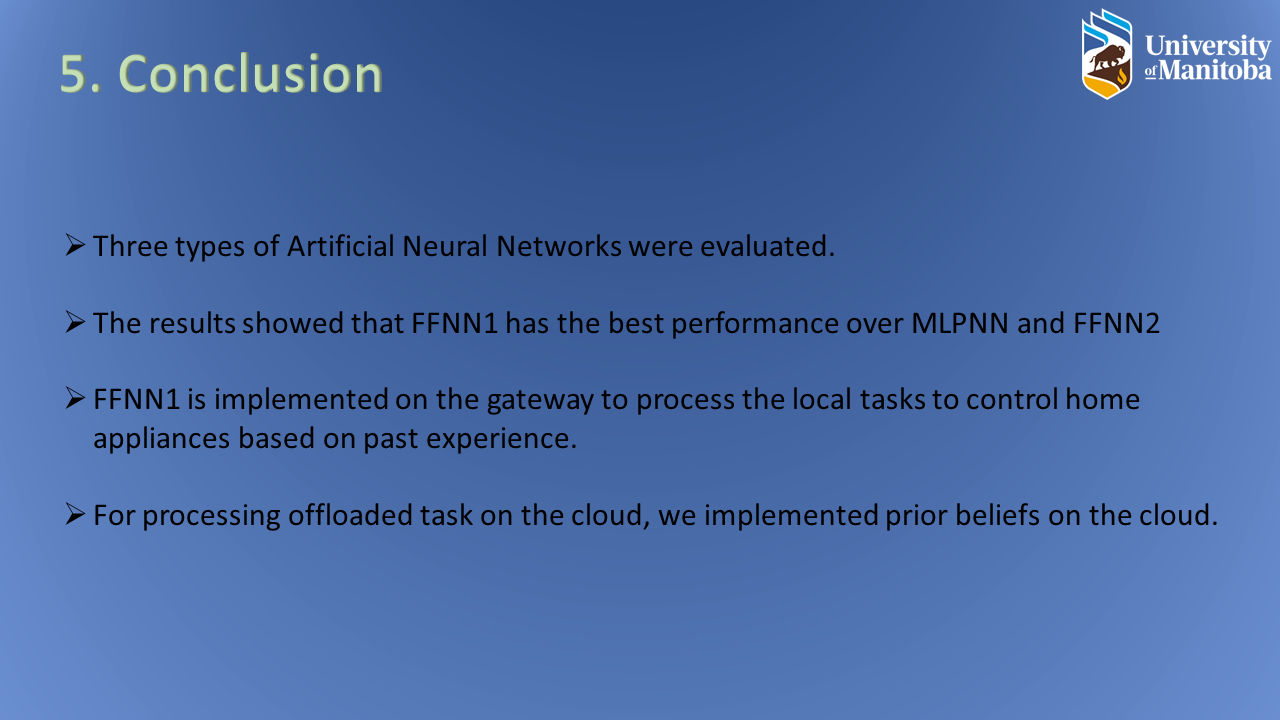 5. Conclusion
University
of Manitoba
➢ Three types of Artificial Neural Networks were evaluated.
➢ The results showed that FFNN1 has the best performance over MLPNN and FFNN2
➢ FFNN1 is implemented on the gateway to process the local tasks to control home
appliances based on past experience.
➢ For processing offloaded task on the cloud, we implemented prior beliefs on the cloud.